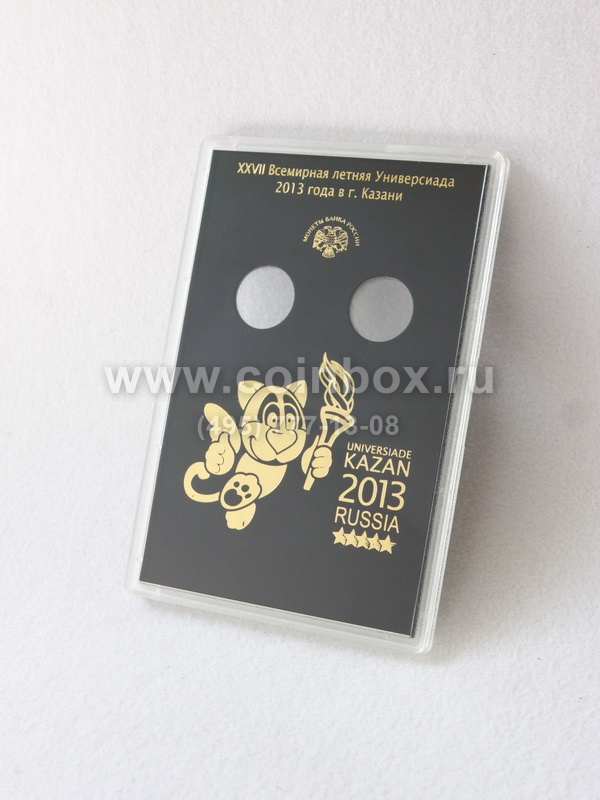 XXVII Всемирная летняя Универсиада
2013 года в г. Казани
МОНЕТЫ БАНКА РОССИИ
www.coinbox.ru
UNIVERSIADE
KAZAN
2013
RUSSIA